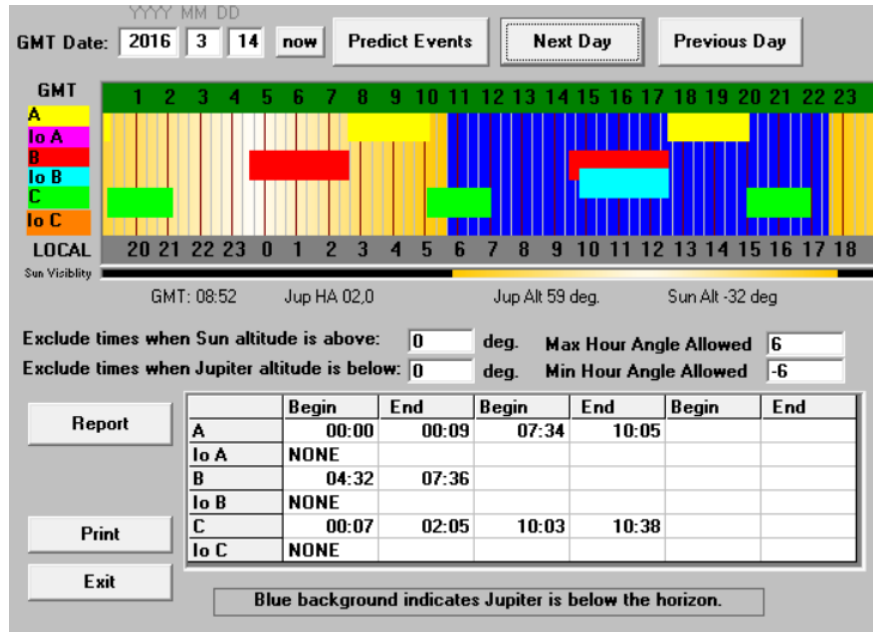 YYYY MM DD
GMT Date: 2016 3 14 now Predict Events Next Day Previous Day
GMT 1 2 3 4 5 6 7 8 9 10 11 12 13 14 15 16 17 18 19 20 21 22 23
A
Io A
B
Io B
C
Io C
LOCAL 20 21 22 23 0 1 2 3 4 5 6 7 8 9 10 11 12 13 14 15 16 17 18
Sun Visiblity
GMT: 08:52 Jup HA 02,0 Jup Alt 59 deg. Sun Alt -32 deg
Exclude times when Sun altitude is above: 0 deg. Max Hour Angle Allowed 6
Exclude times when Jupiter altitude is below: 0 deg. Min Hour Angle Allowed -6
Report
Begin End Begin End Begin End
A 00:00 00:09 07:34 10:05
Io A NONE
B 04:32 07:36
Io B NONE
C 00:07 02:05 10:03 10:38
Io C NONE
Print
Exit
Blue background indicates Jupiter is below the horizon.